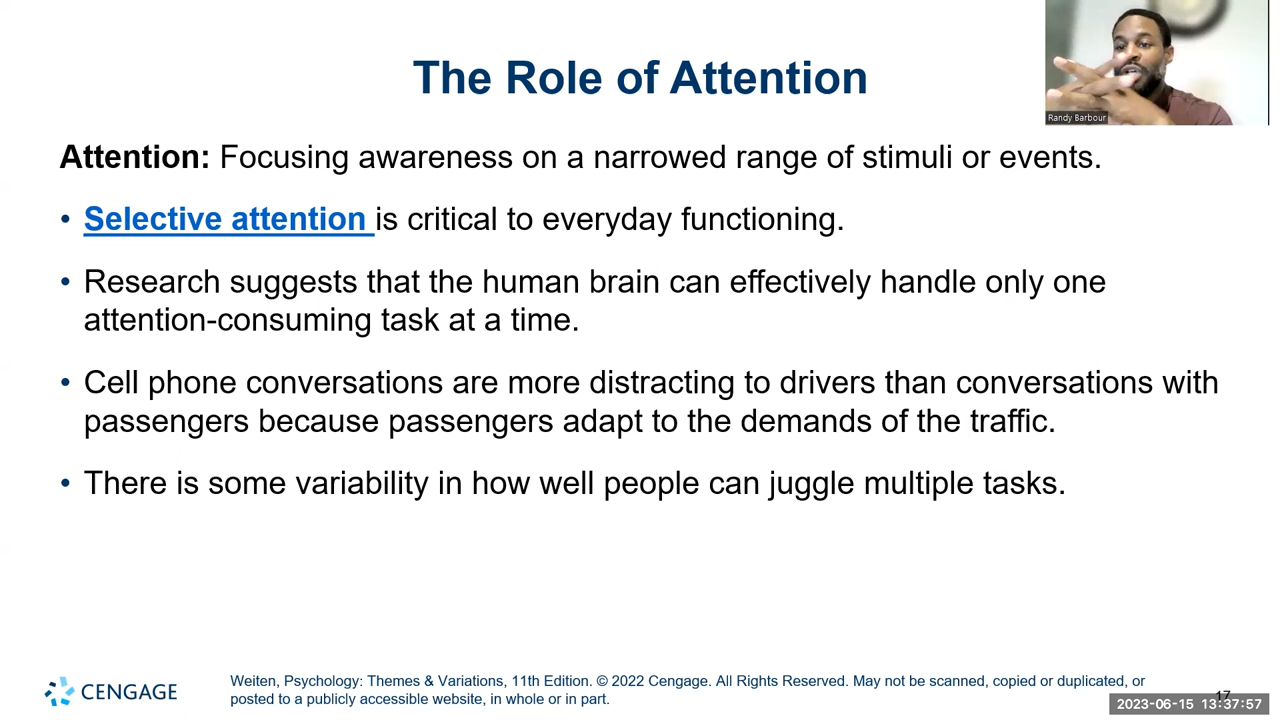 The Role of Attention
Randy Barbour
Attention: Focusing awareness on a narrowed range of stimuli or events.
• Selective attention is critical to everyday functioning.
• Research suggests that the human brain can effectively handle only one
attention-consuming task at a time.
• Cell phone conversations are more distracting to drivers than conversations with
passengers because passengers adapt to the demands of the traffic.
• There is some variability in how well people can juggle multiple tasks.
CENGAGE
Weiten, Psychology: Themes & Variations, 11th Edition. © 2022 Cengage. All Rights Reserved. May not be scanned, copied or duplicated, or
posted to a publicly accessible website, in whole or in part.
17
2023-06-15 13:37:57